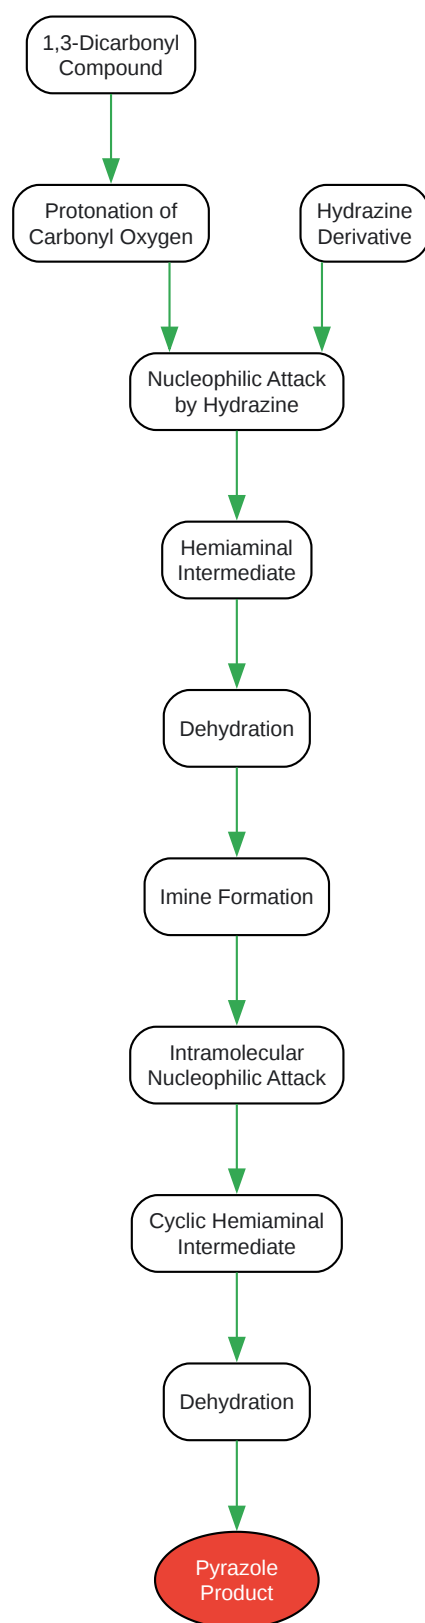 1,3-Dicarbonyl
Compound
Protonation of
Carbonyl Oxygen
Hydrazine
Derivative
Nucleophilic Attack
by Hydrazine
Hemiaminal
Intermediate
Dehydration
Imine Formation
Intramolecular
Nucleophilic Attack
Cyclic Hemiaminal
Intermediate
Dehydration
Pyrazole
Product